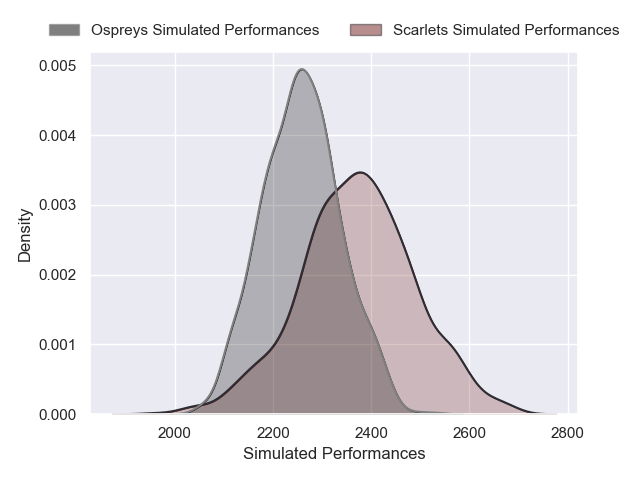 Ospreys Simulated Performances Scarlets Simulated Performances
0.005
0.004
0.003
0.002
0.001
0.000
Density
2000 2200 2400 2600 2800
Simulated Performances